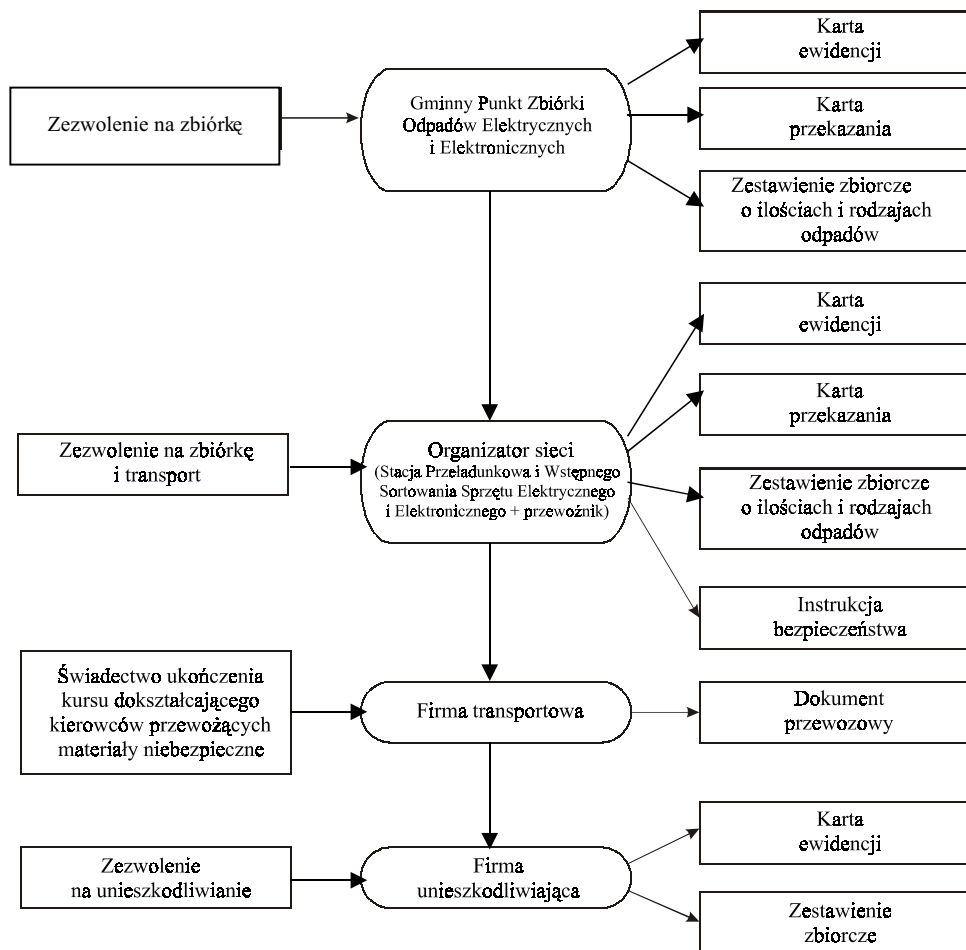 Karta
ewidencji
Zezwolenie na zbiórkę
Gminny Punkt Zbiórki
Odpadów Elektrycznych
i Elektronicznych
Karta
przekazania
Zestawienie zbiorcze
o ilościach i rodzajach
odpadów
Karta
ewidencji
Karta
przekazania
Zezwolenie na zbiórkę
i transport
Organizator sieci
(Stacja Przeładunkowa i Wstępnego
Sortowania Sprzętu Elektrycznego
i Elektronicznego + przewoźnik)
Zestawienie zbiorcze
o ilościach i rodzajach
odpadów
Instrukcja
bezpieczeństwa
Świadectwo ukończenia
kursu dokształcającego
kierowców przewożących
materiały niebezpieczne
Firma transportowa
Dokument
przewozowy
Karta
ewidencji
Zezwolenie
na unieszkodliwianie
Firma
unieszkodliwiająca
Zestawienie
zbiorcze